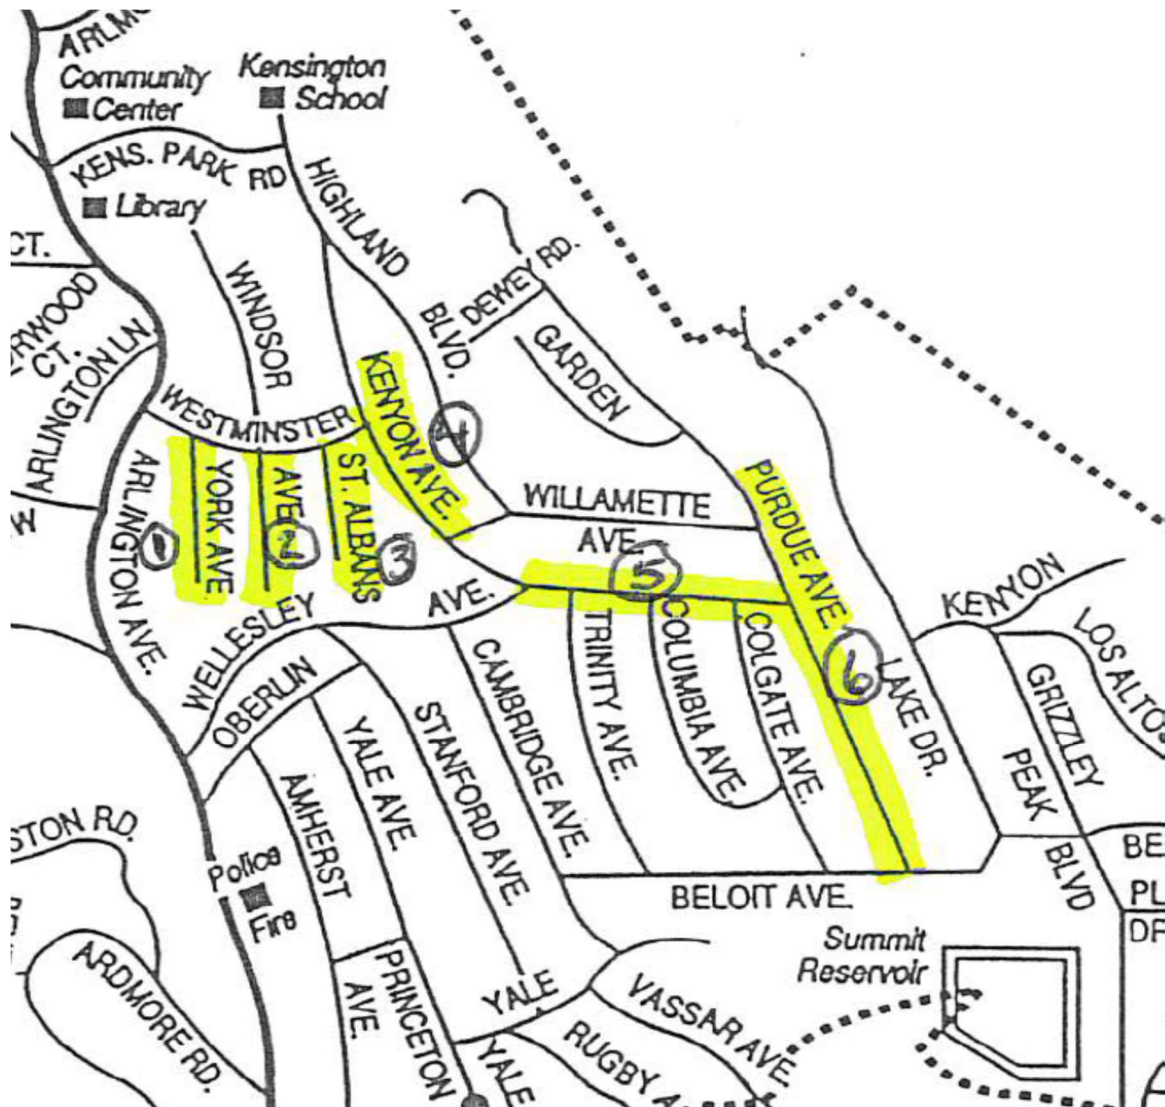 ARLM
Community
Center
Kensington
School
KENS. PARK RD
Library
HIGHLAND
BLVD.
CT.
RWOOD
CT.
ARLINGTON LN.
WINDSOR
AVE.
DEWEY RD.
GARDEN
WESTMINSTER
KENYON AVE.
4
ARLINGTON AVE.
YORK AVE.
ST. ALBANS
1
2
3
W
WILLAMETTE
AVE.
5
PURDUE AVE.
6
WELLESLEY
AVE.
OBERLIN
KENYON
LOS ALTOS
GRIZZLEY
PEAK
BLVD
LAKE DR.
TRINITY AVE.
COLUMBIA AVE.
COLGATE AVE.
CAMBRIDGE AVE.
STANFORD AVE.
YALE AVE.
AMHERST
AVE.
STON RD.
Police
Fire
BELOIT AVE.
BE
PL
DR
Summit
Reservoir
ARDMORE RD.
PRINCETON
YALE
YALE
VASSAR AVE.
RUGBY A